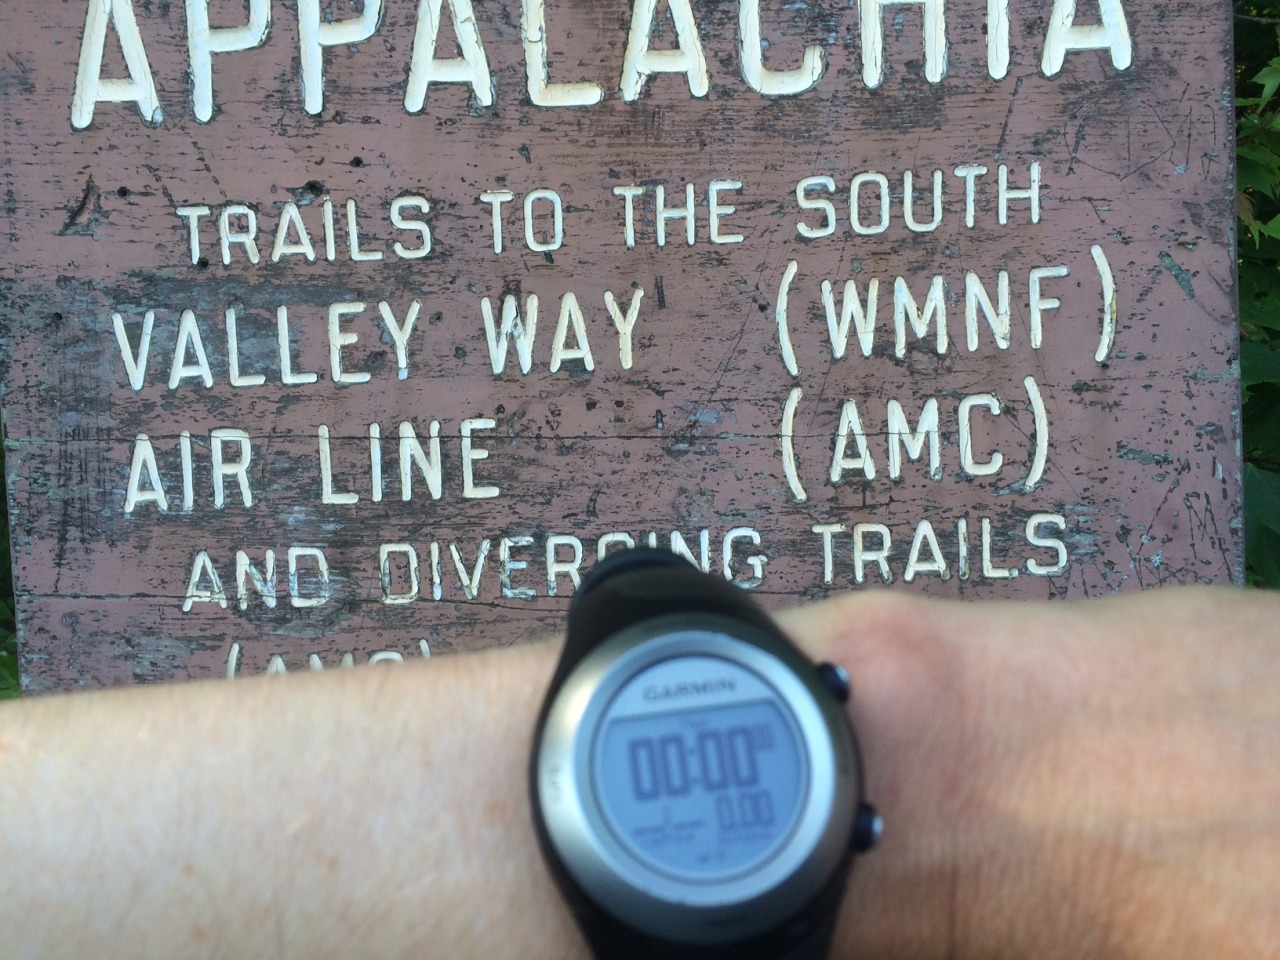 APPALACHIA
TRAILS TO THE SOUTH
VALLEY WAY (WMNF)
AIR LINE (AMC)
AND DIVERGING TRAILS
(AMC)
GARMIN
00:00
0.00